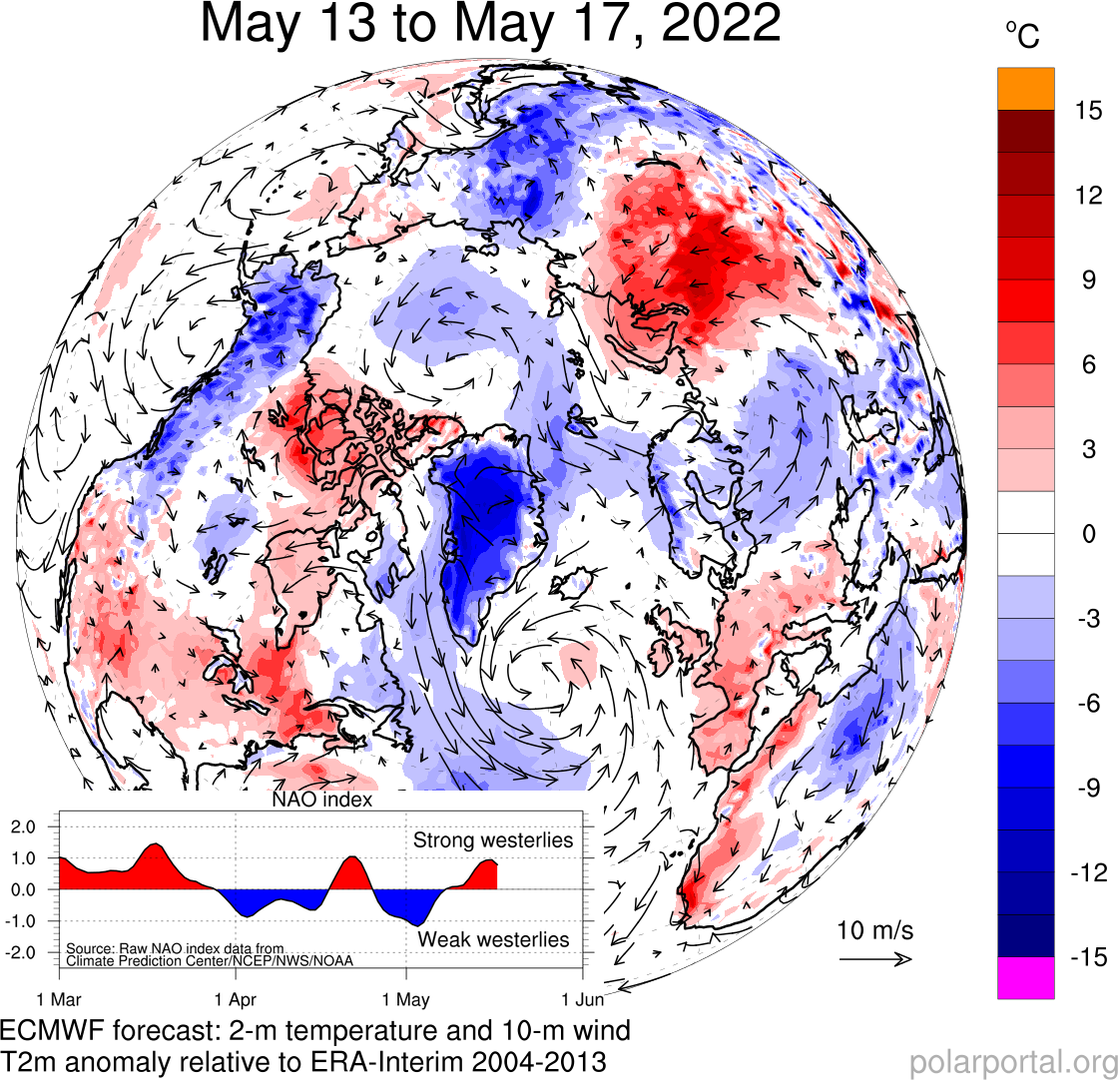 May 13 to May 17, 2022
°C
15
12
9
6
3
0
-3
-6
-9
-12
-15
10 m/s
NAO index
2.0
1.0
0.0
-1.0
-2.0
Strong westerlies
Weak westerlies
Source: Raw NAO index data from
Climate Prediction Center/NCEP/NWS/NOAA
1 Mar
1 Apr
1 May
1 Jun
ECMWF forecast: 2-m temperature and 10-m wind
T2m anomaly relative to ERA-Interim 2004-2013
polarportal.org